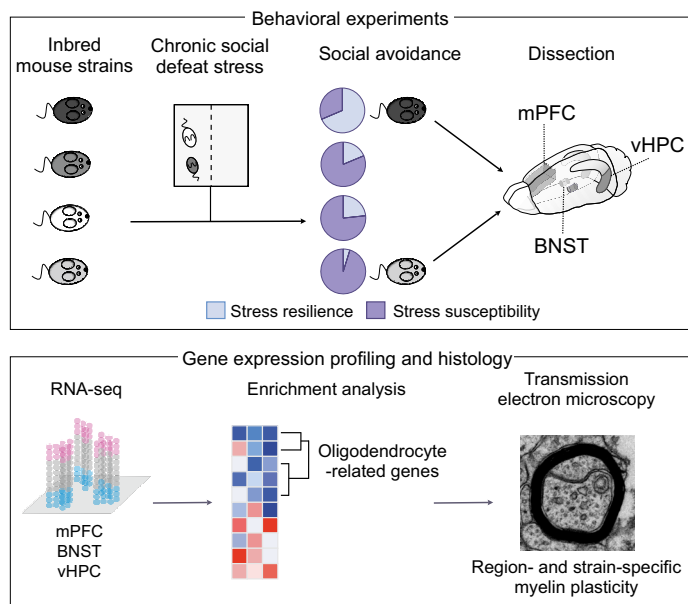 Behavioral experiments
Inbred
mouse strains
Chronic social
defeat stress
Social avoidance
Dissection
mPFC
vHPC
BNST
Stress resilience
Stress susceptibility
Gene expression profiling and histology
RNA-seq
Enrichment analysis
Transmission
electron microscopy
Oligodendrocyte
-related genes
mPFC
BNST
vHPC
Region- and strain-specific
myelin plasticity